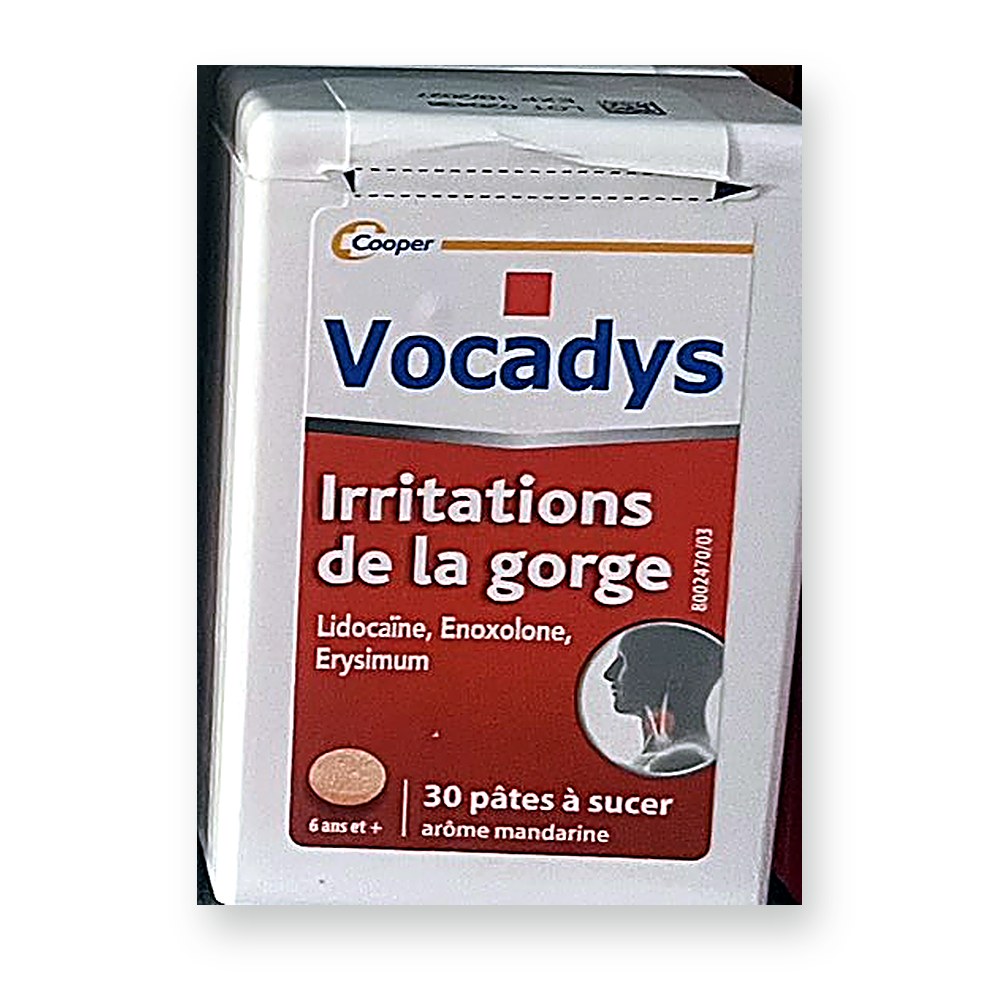 Cooper
Vocadys
Irritations
de la gorge
8002470/03
Lidocaïne, Enoxolone,
Erysimum
6 ans et +
30 pâtes à sucer
arôme mandarine